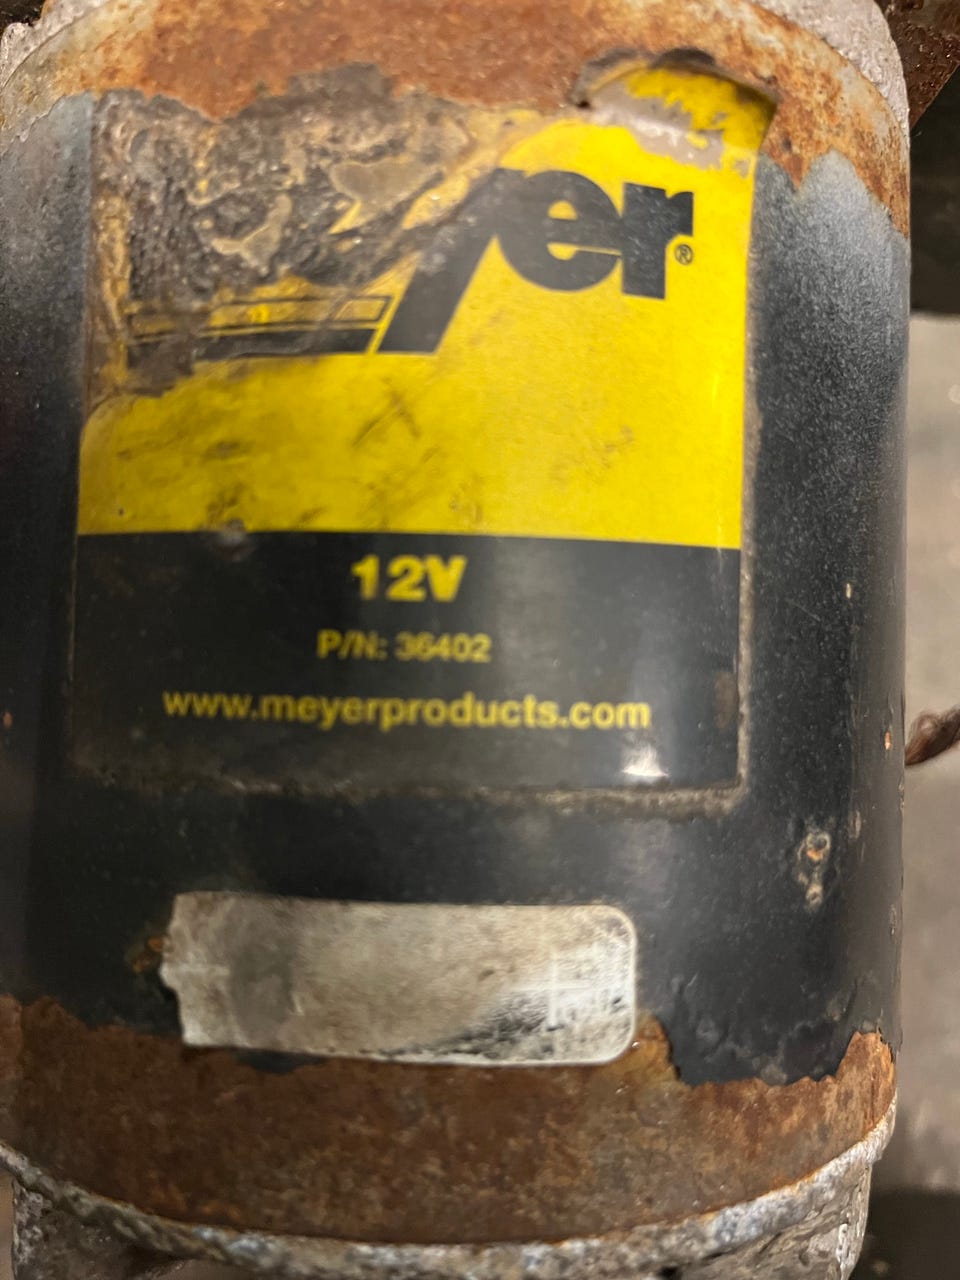 yer®
12V
P/N: 36402
www.meyerproducts.com